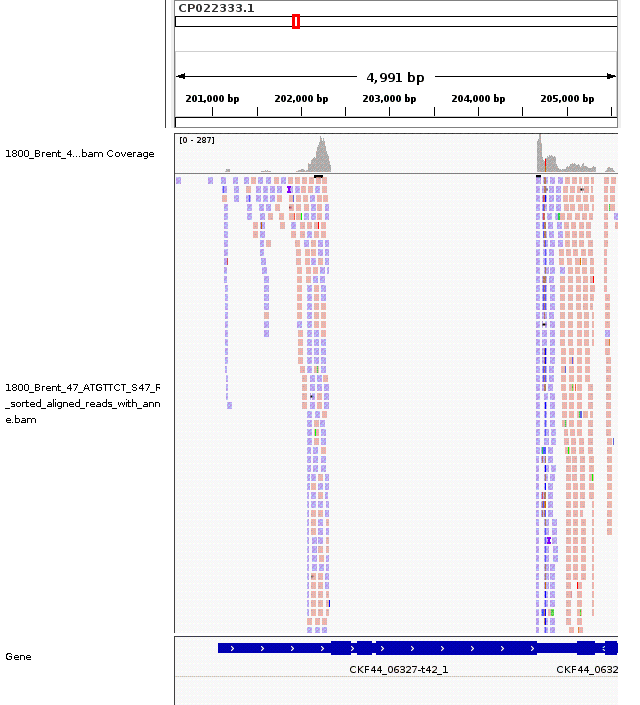 CP022333.1
4,991 bp
201,000 bp 202,000 bp 203,000 bp 204,000 bp 205,000 bp
[0 - 287]
1800_Brent_4...bam Coverage
1800_Brent_47_ATGTTCT_S47_R
_sorted_aligned_reads_with_ann
e.bam
Gene
CKF44_06327-t42_1 CKF44_0632